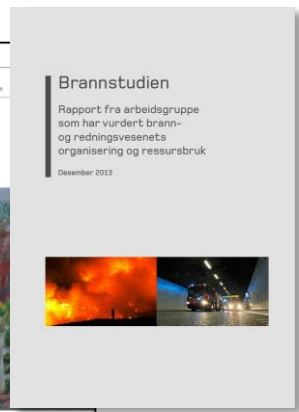 Brannstudien
Rapport fra arbeidsgruppe
som har vurdert brann-
og redningsvesenets
organisering og ressursbruk
Desember 2013